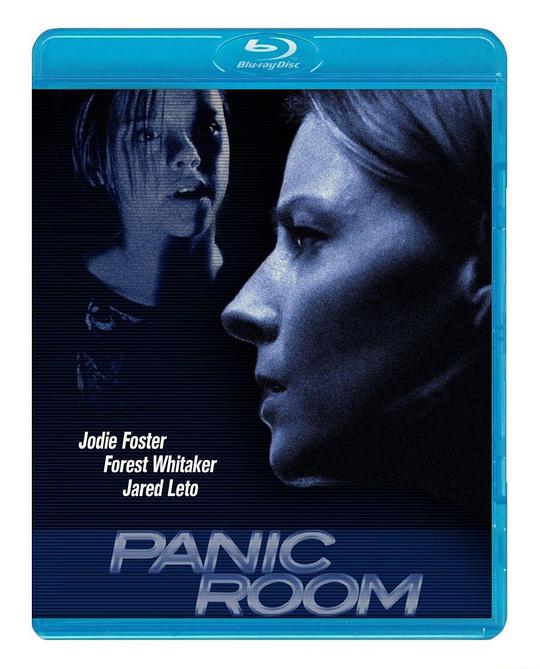 Blu-ray Disc
Jodie Foster
Forest Whitaker
Jared Leto
PANIC
ROOM